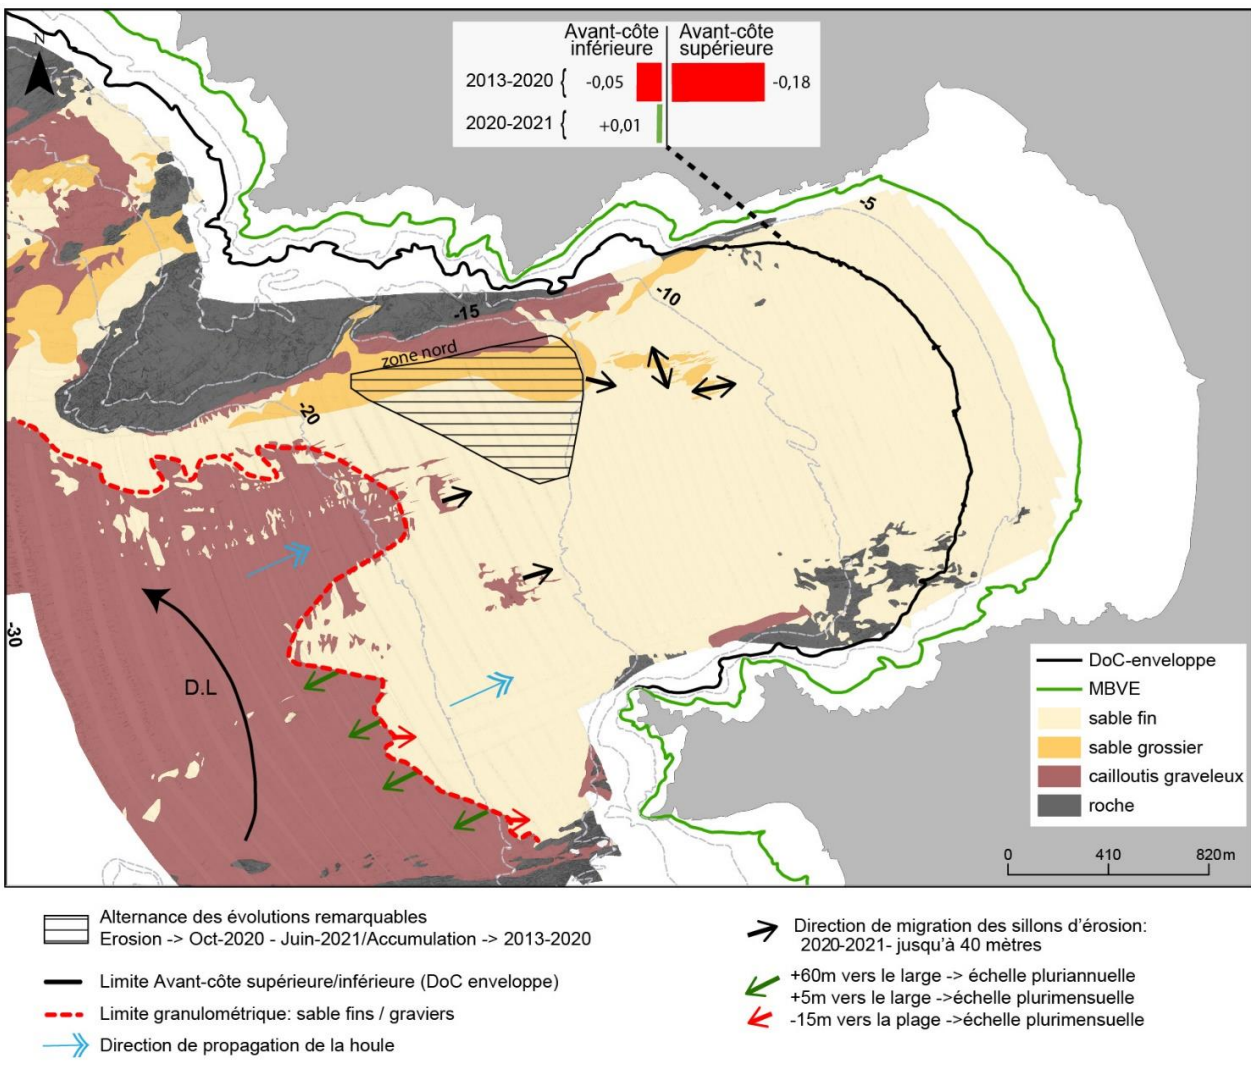 Avant-côte inférieure
Avant-côte supérieure
2013-2020 { -0,05 -0,18
2020-2021 { +0,01
N
-5
-10
-15
zone nord
-20
-30
D.L
DoC-enveloppe
MBVE
sable fin
sable grossier
cailloutis graveleux
roche
0 410 820m
Alternance des évolutions remarquables
Erosion -> Oct-2020 - Juin-2021/Accumulation -> 2013-2020
Limite Avant-côte supérieure/inférieure (DoC enveloppe)
Limite granulométrique: sable fins / graviers
Direction de propagation de la houle
Direction de migration des sillons d'érosion:
2020-2021- jusqu'à 40 mètres
+60m vers le large -> échelle pluriannuelle
+5m vers le large ->échelle plurimensuelle
-15m vers la plage ->échelle plurimensuelle